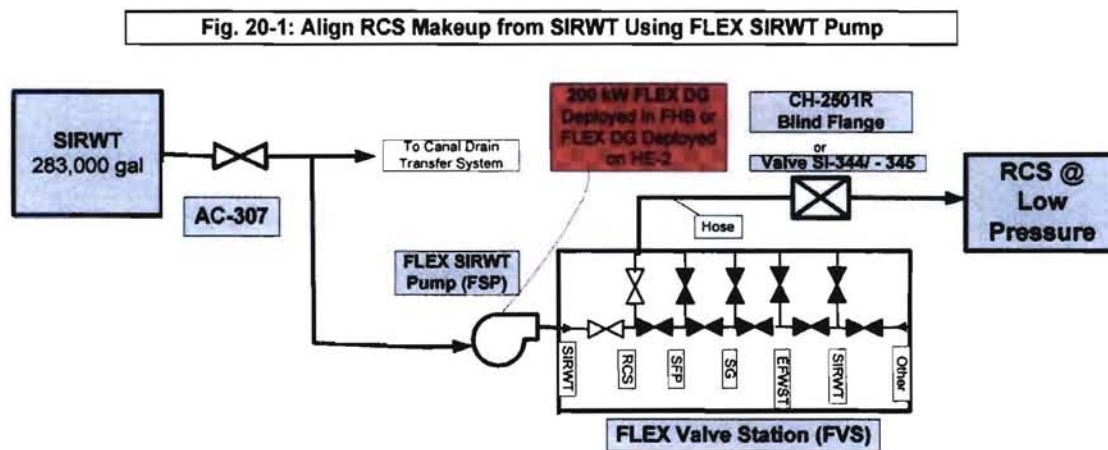 Fig. 20-1: Align RCS Makeup from SIRWT Using FLEX SIRWT Pump
SIRWT
283,000 gal
AC-307
To Canal Drain
Transfer System
200 kW FLEX DG
Deployed in FHB or
FLEX DG Deployed
on HE-2
CH-2501R
Blind Flange
or
Valve SI-344/ - 345
RCS @
Low
Pressure
Hose
FLEX SIRWT
Pump (FSP)
SIRWT
RCS
SFP
SG
EFWST
SIRWT
Other
FLEX Valve Station (FVS)